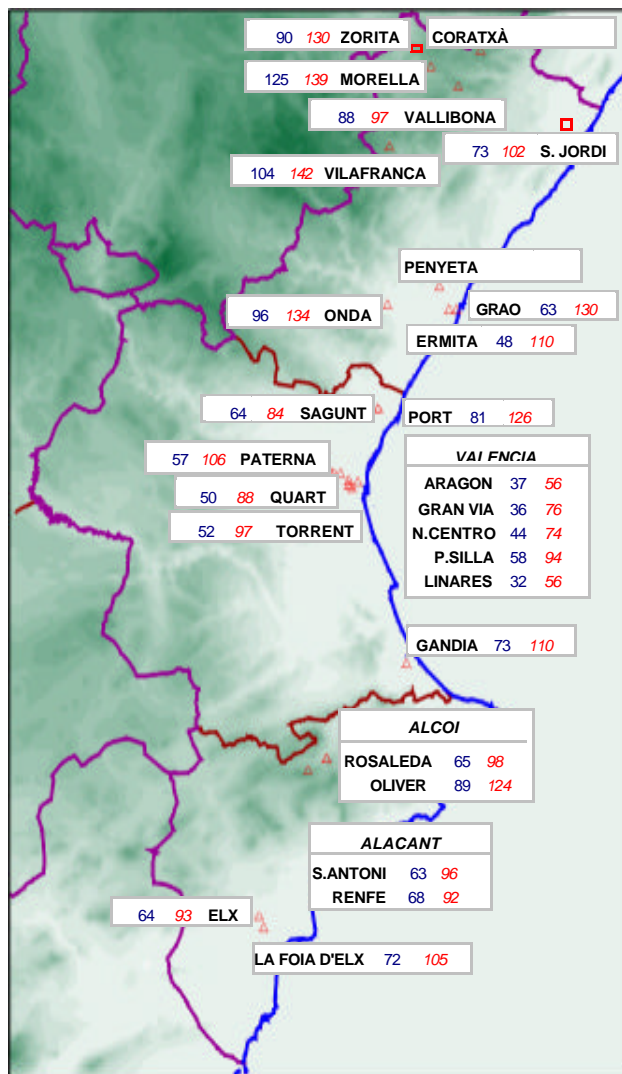 90 130 ZORITA
CORATXÀ
125 139 MORELLA
88 97 VALLIBONA
73 102 S. JORDI
104 142 VILAFRANCA
PENYETA
96 134 ONDA
GRAO 63 130
ERMITA 48 110
64 84 SAGUNT
PORT 81 126
57 106 PATERNA
50 88 QUART
52 97 TORRENT
VALENCIA
ARAGON 37 56
GRAN VIA 36 76
N.CENTRO 44 74
P.SILLA 58 94
LINARES 32 56
GANDIA 73 110
ALCOI
ROSALEDA 65 98
OLIVER 89 124
ALACANT
S.ANTONI 63 96
RENFE 68 92
64 93 ELX
LA FOIA D'ELX 72 105